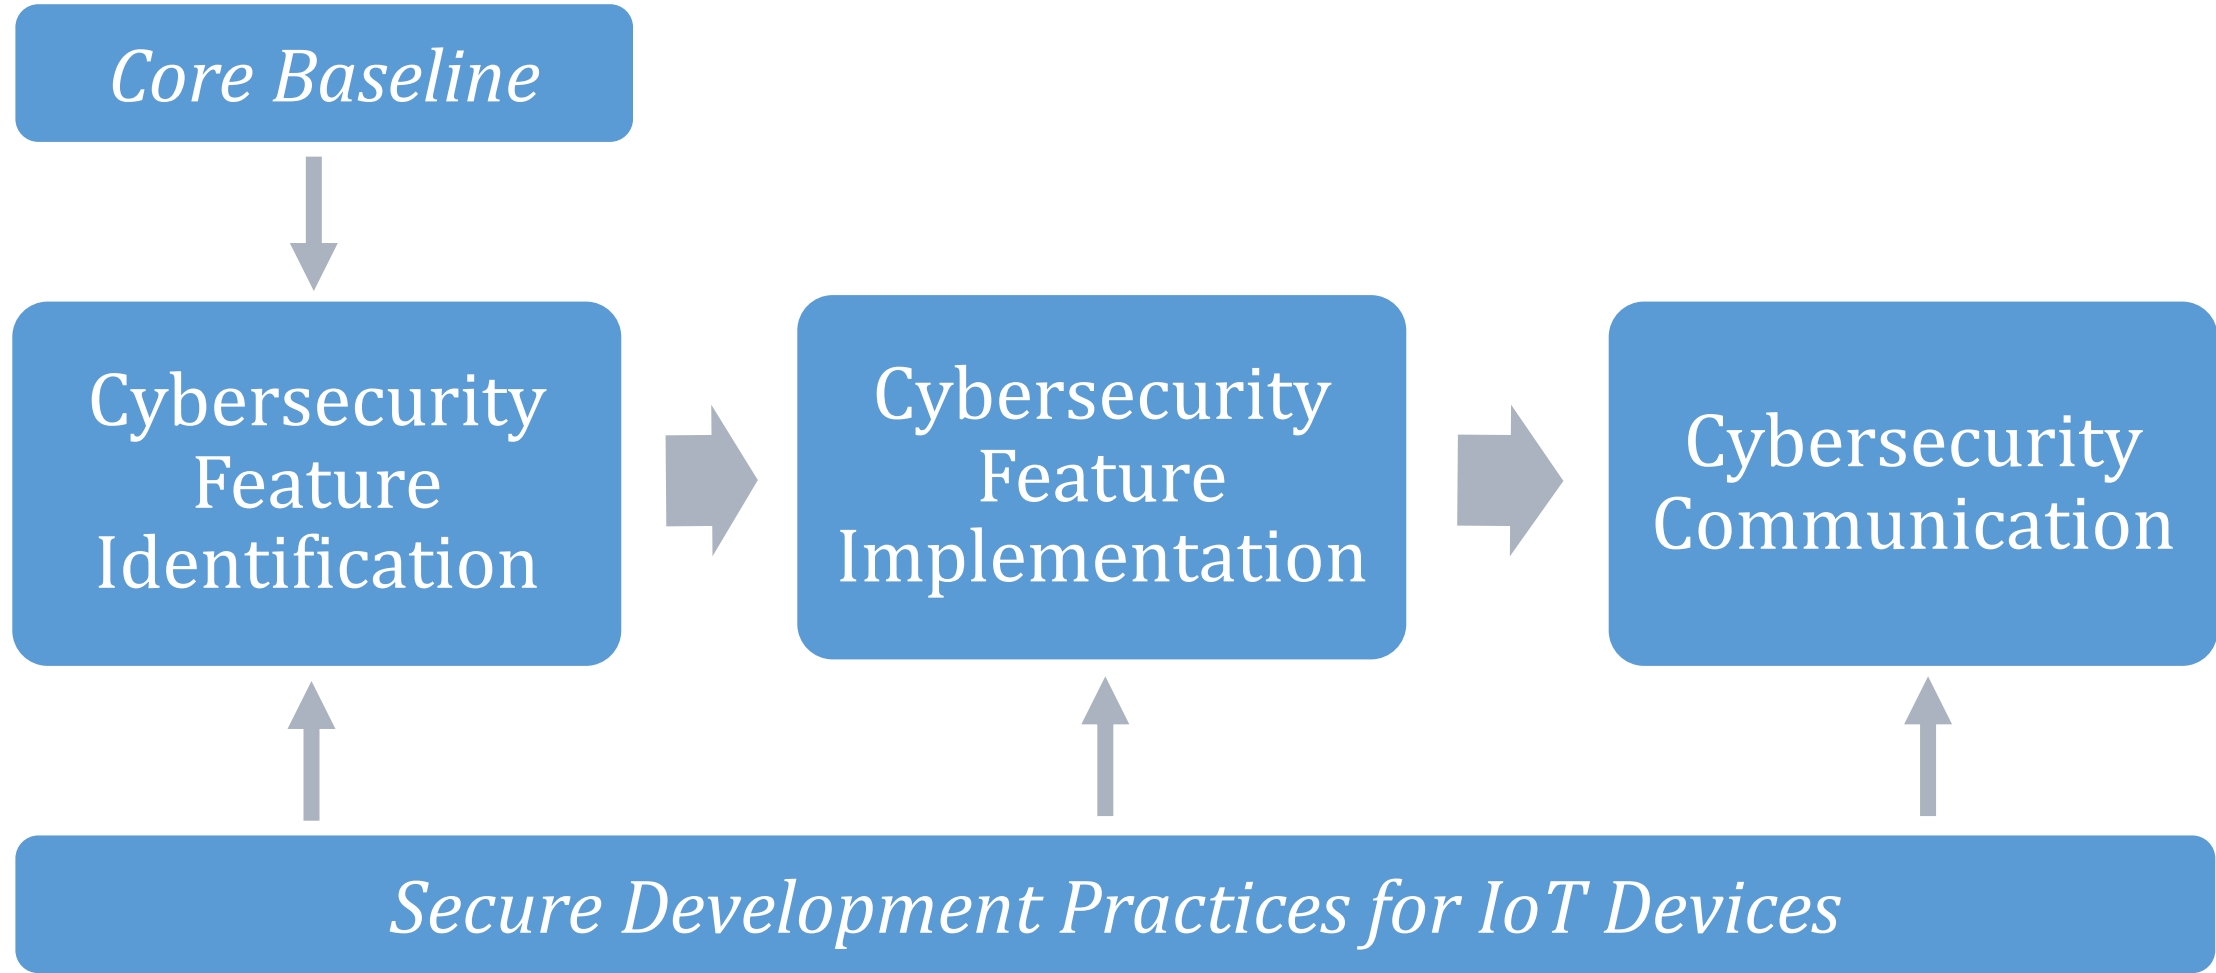 Core Baseline
Cybersecurity
Feature
Identification
Cybersecurity
Feature
Implementation
Cybersecurity
Communication
Secure Development Practices for IoT Devices